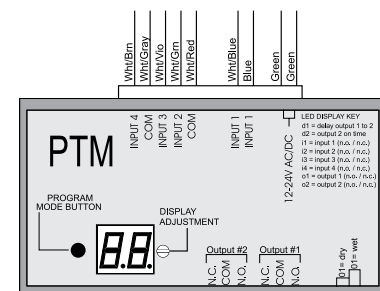 Wht/Brn
Wht/Gray
Wht/Vio
Wht/Grn
Wht/Red
Wht/Blue
Blue
Green
Green
INPUT 4
COM
INPUT 3
INPUT 2
COM
INPUT 1
INPUT 1
12-24V AC/DC
LED DISPLAY KEY
d1 = delay output 1 to 2
d2 = output 2 on time
i1 = input 1 (n.o. / n.c.)
i2 = input 2 (n.o. / n.c.)
i3 = input 3 (n.o. / n.c.)
i4 = input 4 (n.o. / n.c.)
o1 = output 1 (n.o. / n.c.)
o2 = output 2 (n.o. / n.c.)
PTM
PROGRAM
MODE BUTTON
DISPLAY
ADJUSTMENT
8.8.
Output #2
Output #1
N.C.
COM
N.O.
N.C.
COM
N.O.
01= dry
01= wet